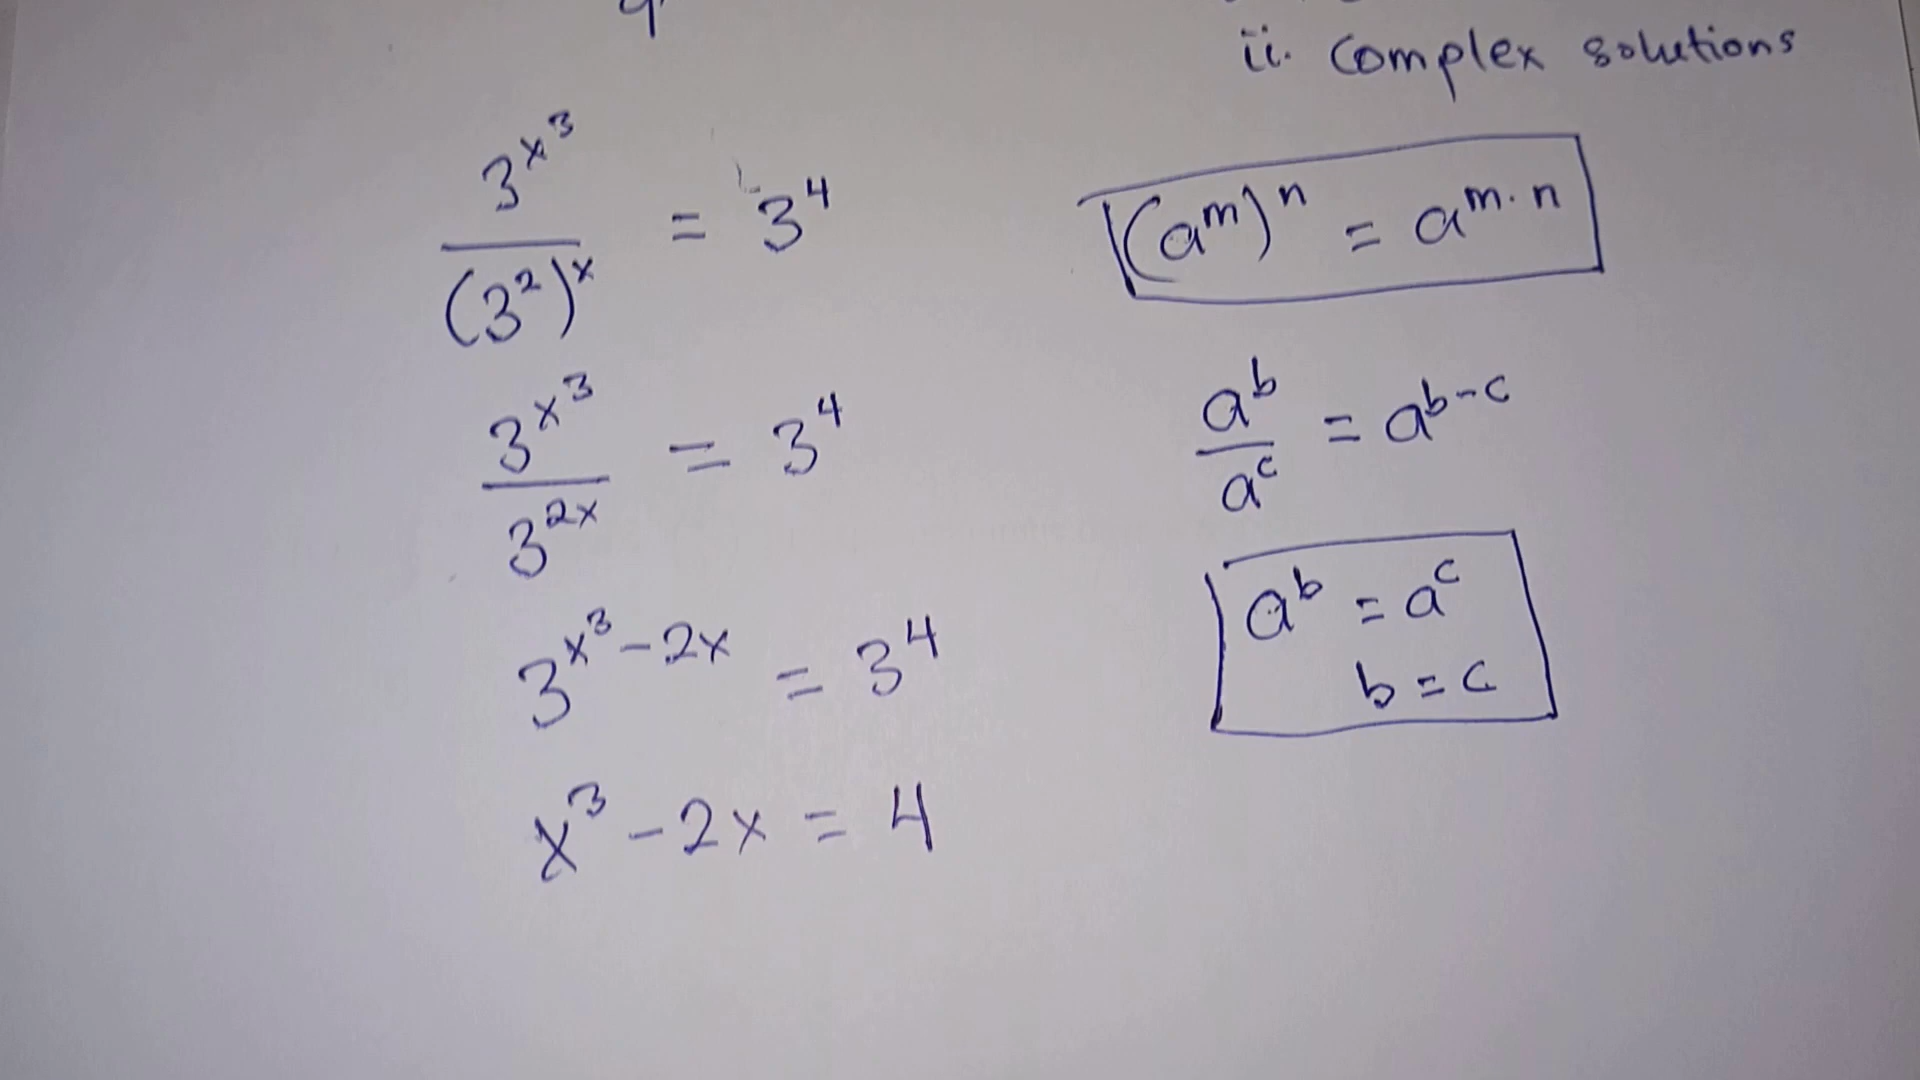 ii. Complex solutions
3^{x^3} / (3^2)^x = 3^4
(a^m)^n = a^{m·n}
3^{x^3} / 3^{2x} = 3^4
a^b / a^c = a^{b-c}
3^{x^3-2x} = 3^4
a^b = a^c
b = c
x^3 - 2x = 4